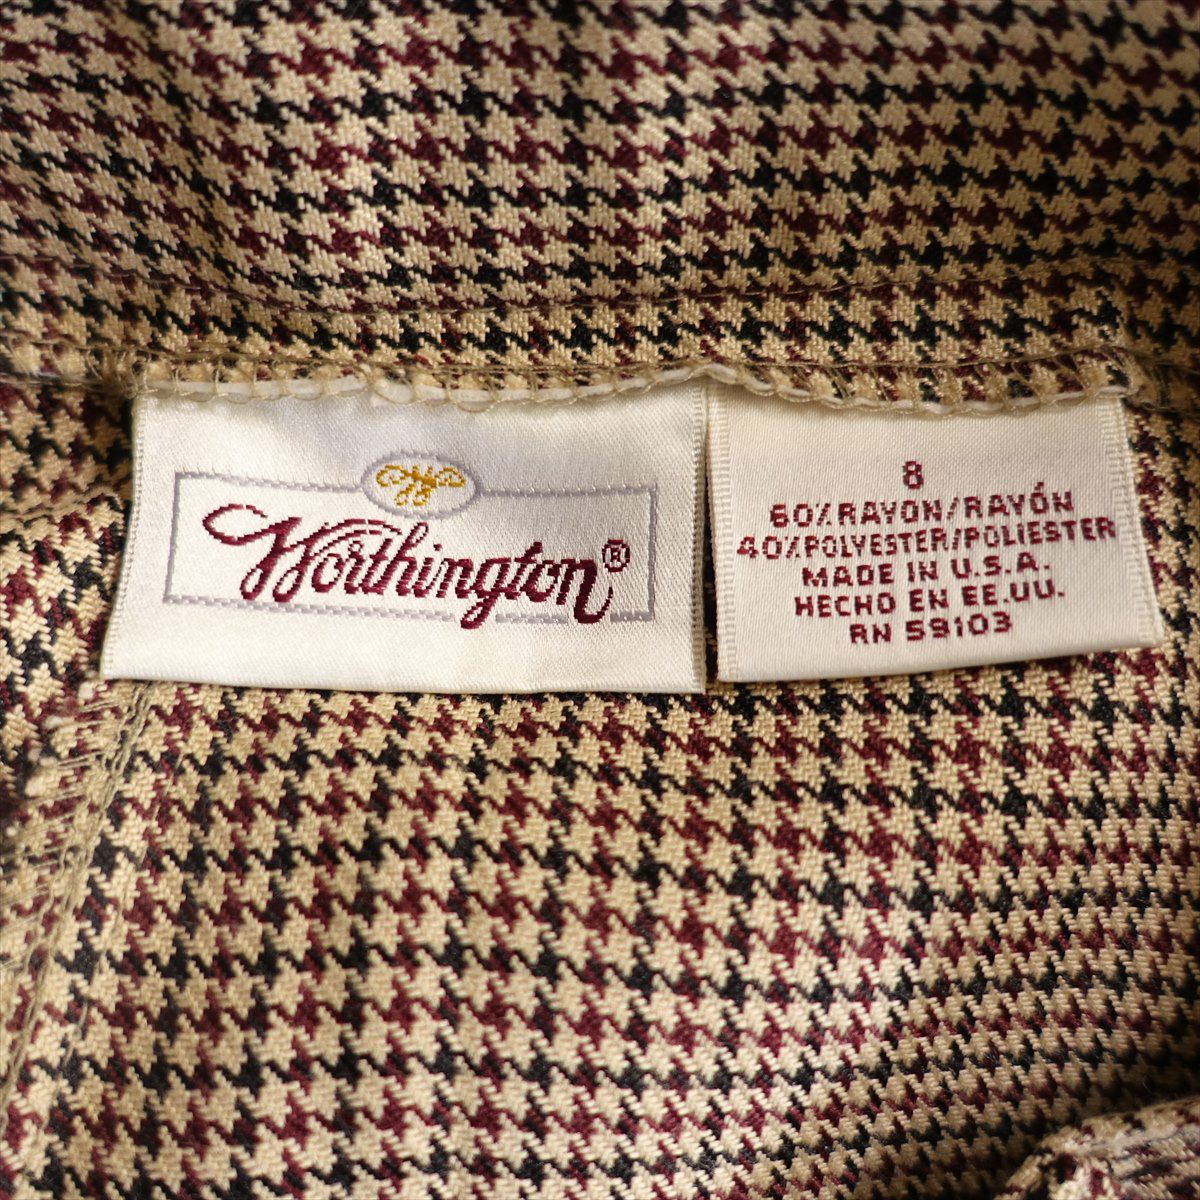 Worthington®
8
60% RAYON/RAYÓN
40% POLYESTER/POLIESTER
MADE IN U.S.A.
HECHO EN EE.UU.
RN 59103